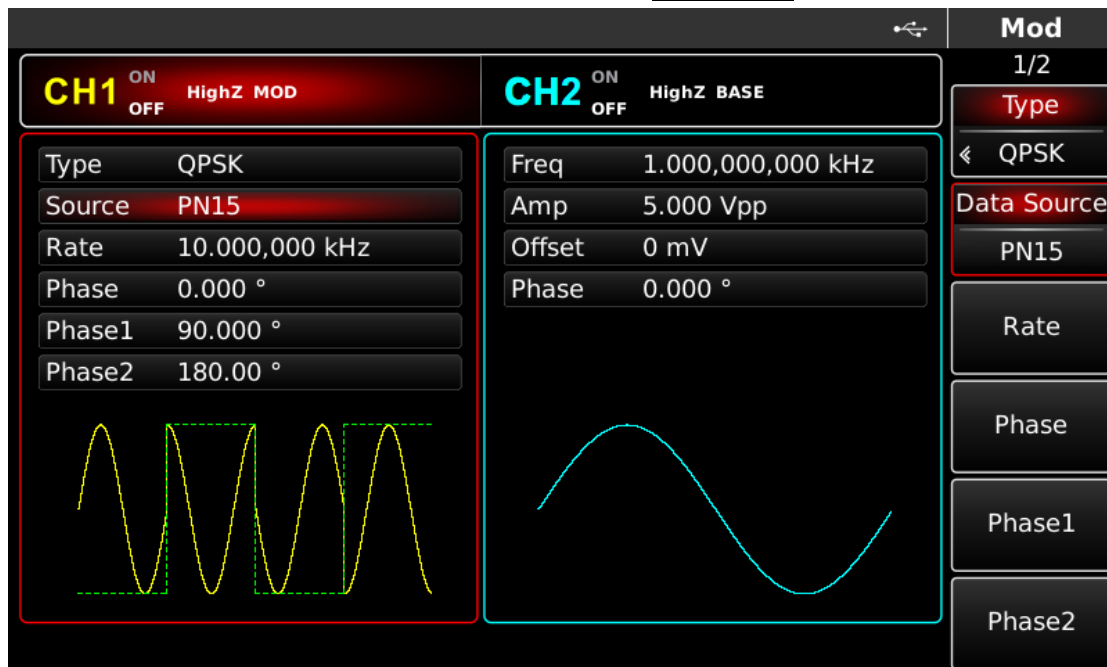 Mod
1/2
CH1 ON OFF HighZ MOD
CH2 ON OFF HighZ BASE
Type QPSK
Source PN15
Rate 10.000,000 kHz
Phase 0.000 °
Phase1 90.000 °
Phase2 180.00 °
Freq 1.000,000,000 kHz
Amp 5.000 Vpp
Offset 0 mV
Phase 0.000 °
Type
QPSK
Data Source
PN15
Rate
Phase
Phase1
Phase2